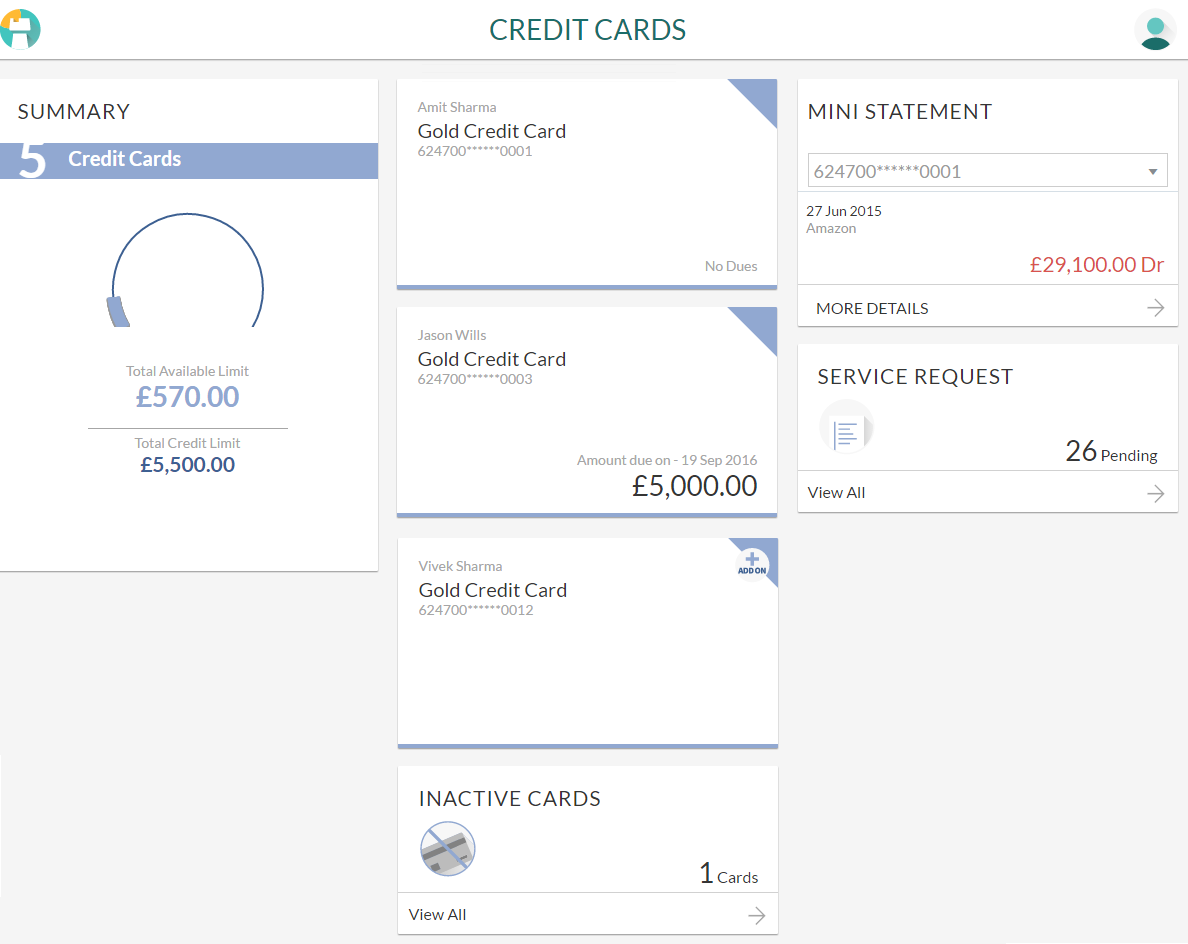 CREDIT CARDS
SUMMARY
5 Credit Cards
Total Available Limit
£570.00
Total Credit Limit
£5,500.00
Amit Sharma
Gold Credit Card
624700******0001
No Dues
Jason Wills
Gold Credit Card
624700******0003
Amount due on - 19 Sep 2016
£5,000.00
ADD ON
Vivek Sharma
Gold Credit Card
624700******0012
INACTIVE CARDS
1 Cards
View All
MINI STATEMENT
624700******0001
27 Jun 2015
Amazon
£29,100.00 Dr
MORE DETAILS
SERVICE REQUEST
26 Pending
View All